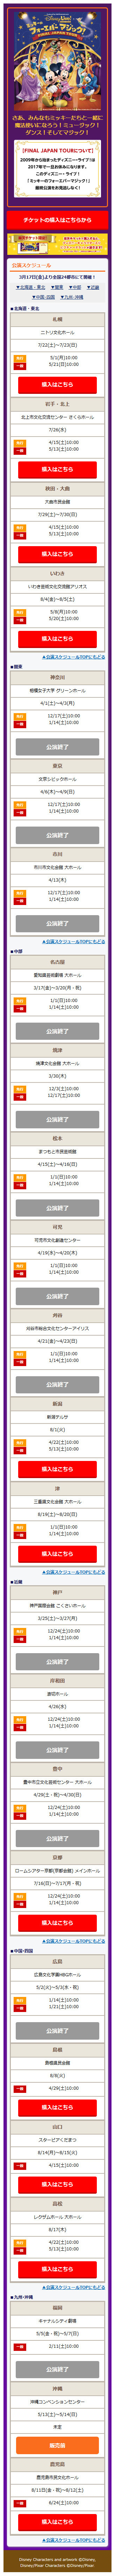 さあ、みんなもミッキーたちと一緒に
魔法使いになろう！ミュージック！
ダンス！そしてマジック！
【FINAL JAPAN TOURについて】
2009年から始まったディズニー・ライブ！は
2017年で一旦お休みになります。
このディズニー・ライブ！
「ミッキーのフォーエバー・マジック！」
最終公演をお見逃しなく！
チケットの購入はこちらから
公演スケジュール
3月17日(金)より全国24都市にて開催！
▼北海道・東北 ▼関東 ▼中部 ▼近畿
▼中国・四国 ▼九州・沖縄
■北海道・東北
札幌
ニトリ文化ホール
7/22(土)～7/23(日)
先行 5/1(月)10:00
一般 5/21(日)10:00
購入はこちら
岩手・北上
北上市文化交流センター さくらホール
7/26(水)
先行 4/15(土)10:00
一般 5/13(土)10:00
購入はこちら
秋田・大曲
大曲市民会館
7/29(土)～7/30(日)
先行 4/15(土)10:00
一般 5/13(土)10:00
購入はこちら
いわき
いわき芸術文化交流館アリオス
8/4(金)～8/5(土)
先行 5/8(月)10:00
一般 5/20(土)10:00
購入はこちら
▲公演スケジュールTOPにもどる
■関東
神奈川
相模女子大学 グリーンホール
4/1(土)～4/3(月)
先行 12/17(土)10:00
一般 1/14(土)10:00
公演終了
東京
文京シビックホール
4/6(木)～4/9(日)
先行 12/17(土)10:00
一般 1/14(土)10:00
公演終了
市川
市川市文化会館 大ホール
4/13(木)
先行 12/17(土)10:00
一般 1/14(土)10:00
公演終了
▲公演スケジュールTOPにもどる
■中部
名古屋
愛知県芸術劇場 大ホール
3/17(金)～3/20(月・祝)
先行 1/1(日)10:00
一般 1/14(土)10:00
公演終了
焼津
焼津文化会館 大ホール
3/30(木)
先行 12/3(土)10:00
一般 12/17(土)10:00
公演終了
松本
まつもと市民芸術館
4/15(土)～4/16(日)
先行 1/1(日)10:00
一般 1/14(土)10:00
公演終了
可児
可児市文化創造センター
4/19(水)～4/20(木)
先行 1/1(日)10:00
一般 1/14(土)10:00
公演終了
刈谷
刈谷市総合文化センターアイリス
4/21(金)～4/23(日)
先行 1/1(日)10:00
一般 1/14(土)10:00
公演終了
新潟
新潟テルサ
8/1(火)
先行 4/22(土)10:00
一般 5/13(土)10:00
購入はこちら
津
三重県文化会館 大ホール
8/19(土)～8/20(日)
先行 1/1(日)10:00
一般 1/14(土)10:00
購入はこちら
▲公演スケジュールTOPにもどる
■近畿
神戸
神戸国際会館 こくさいホール
3/25(土)～3/27(月)
先行 12/24(土)10:00
一般 1/14(土)10:00
公演終了
岸和田
浪切ホール
4/26(水)
先行 12/24(土)10:00
一般 1/14(土)10:00
公演終了
豊中
豊中市立文化芸術センター 大ホール
4/29(土・祝)～4/30(日)
先行 12/24(土)10:00
一般 1/14(土)10:00
公演終了
京都
ロームシアター京都(京都会館) メインホール
7/16(日)～7/17(月・祝)
先行 12/24(土)10:00
一般 1/14(土)10:00
購入はこちら
▲公演スケジュールTOPにもどる
■中国・四国
広島
広島文化学園HBGホール
5/2(火)～5/3(水・祝)
先行 1/14(土)10:00
一般 1/21(土)10:00
公演終了
島根
島根県民会館
8/8(火)
一般 4/29(土)10:00
購入はこちら
山口
スターピアくだまつ
8/14(月)～8/15(火)
一般 4/15(土)10:00
購入はこちら
高松
レクザムホール 大ホール
8/17(木)
先行 4/22(土)10:00
一般 5/13(土)10:00
購入はこちら
■九州・沖縄
福岡
キャナルシティ劇場
5/5(金・祝)～5/7(日)
一般 2/11(土)10:00
公演終了
沖縄
沖縄コンベンションセンター
5/13(土)～5/14(日)
未定
販売前
鹿児島
鹿児島市民文化ホール
8/11(日・祝)～8/12(土)
一般 6/24(土)10:00
購入はこちら
▲公演スケジュールTOPにもどる
Disney Characters and artwork ©Disney,
Disney/Pixar Characters ©Disney/Pixar.